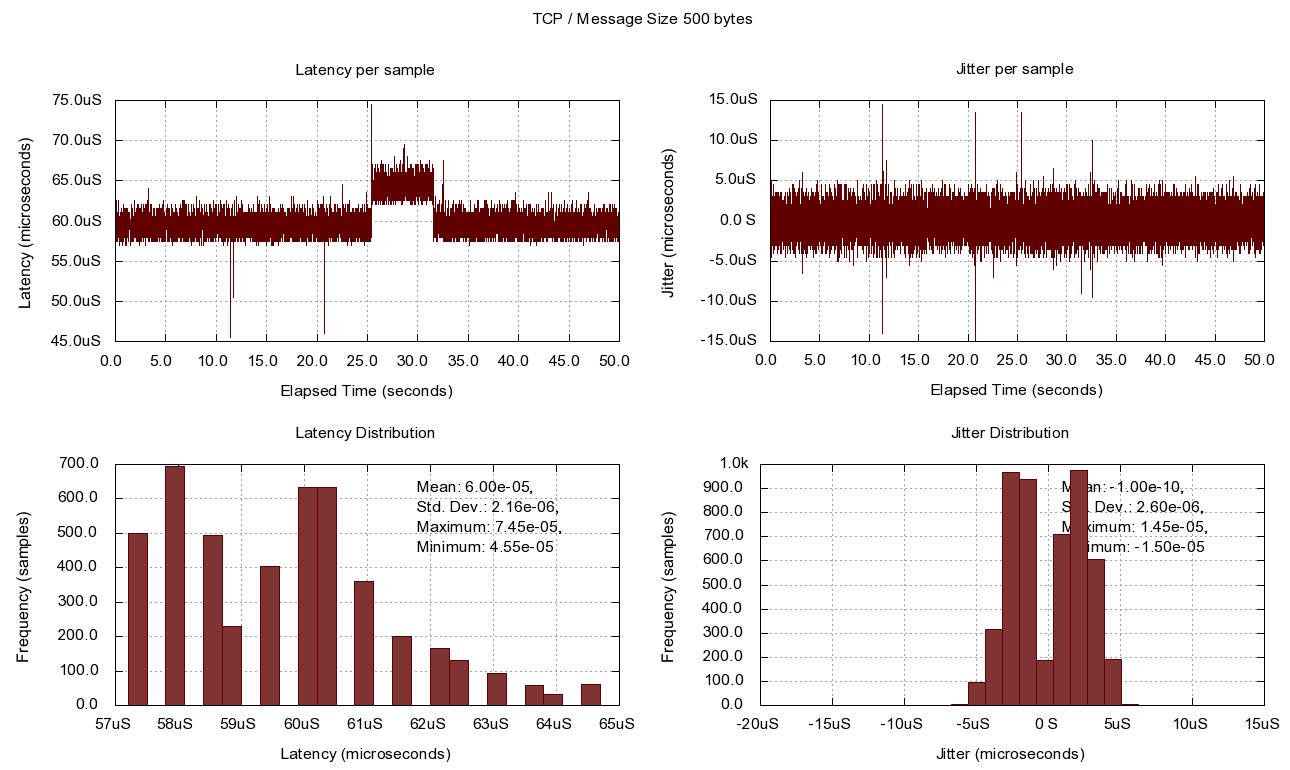 TCP / Message Size 500 bytes
Latency per sample
75.0uS
70.0uS
65.0uS
60.0uS
55.0uS
50.0uS
45.0uS
0.0 5.0 10.0 15.0 20.0 25.0 30.0 35.0 40.0 45.0 50.0
Latency (microseconds)
Elapsed Time (seconds)
Jitter per sample
15.0uS
10.0uS
5.0uS
0.0 S
-5.0uS
-10.0uS
-15.0uS
0.0 5.0 10.0 15.0 20.0 25.0 30.0 35.0 40.0 45.0 50.0
Jitter (microseconds)
Elapsed Time (seconds)
Latency Distribution
700.0
600.0
500.0
400.0
300.0
200.0
100.0
0.0
57uS 58uS 59uS 60uS 61uS 62uS 63uS 64uS 65uS
Frequency (samples)
Latency (microseconds)
Mean: 6.00e-05,
Std. Dev.: 2.16e-06,
Maximum: 7.45e-05,
Minimum: 4.55e-05
Jitter Distribution
1.0k
900.0
800.0
700.0
600.0
500.0
400.0
300.0
200.0
100.0
0.0
-20uS -15uS -10uS -5uS 0 S 5uS 10uS 15uS
Frequency (samples)
Jitter (microseconds)
Mean: -1.00e-10,
Std. Dev.: 2.60e-06,
Maximum: 1.45e-05,
Minimum: -1.50e-05